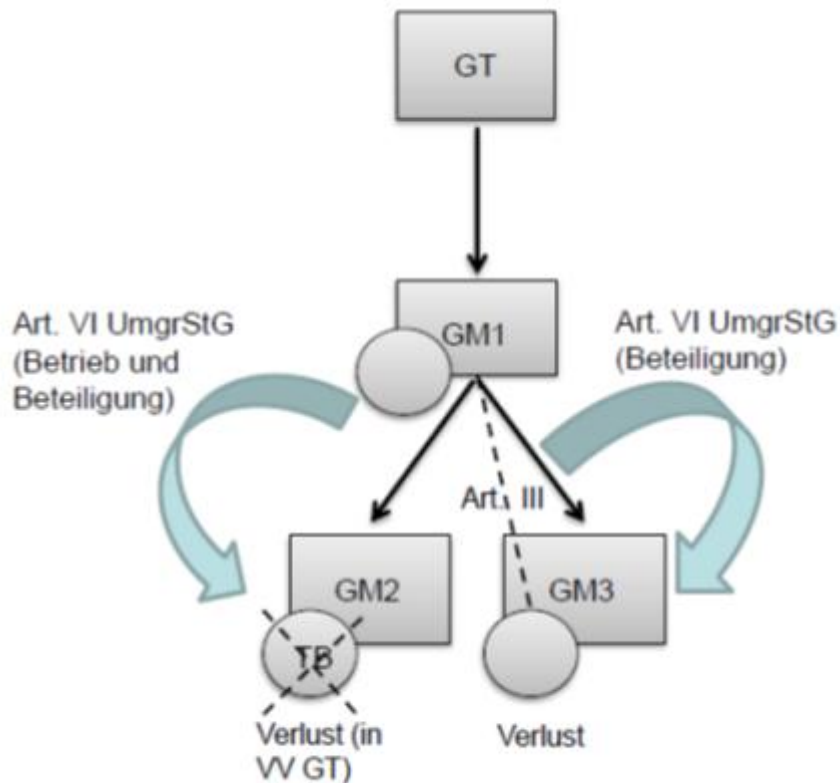 GT
GM1
Art. VI UmgrStG
(Betrieb und
Beteiligung)
Art. VI UmgrStG
(Beteiligung)
Art. III
GM2
GM3
TB
Verlust (in
VV GT)
Verlust